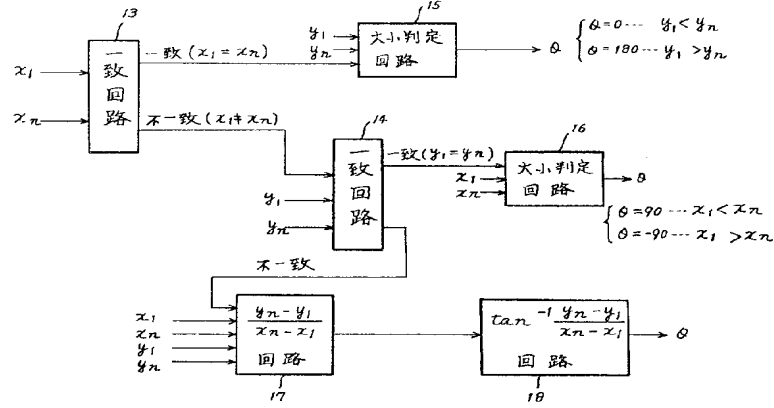 13
x1
xn
一致回路
一致 (x1 = xn)
不一致 (x1 ≠ xn)
15
y1
yn
大小判定
回路
θ
θ=0 … y1 < yn
θ=180 … y1 > yn
14
y1
yn
一致回路
一致 (y1 = yn)
不一致
16
x1
xn
大小判定
回路
θ
θ=90 … x1 < xn
θ=-90 … x1 > xn
x1
xn
y1
yn
yn - y1
xn - x1
回路
17
tan -1 yn - y1
xn - x1
回路
18
θ